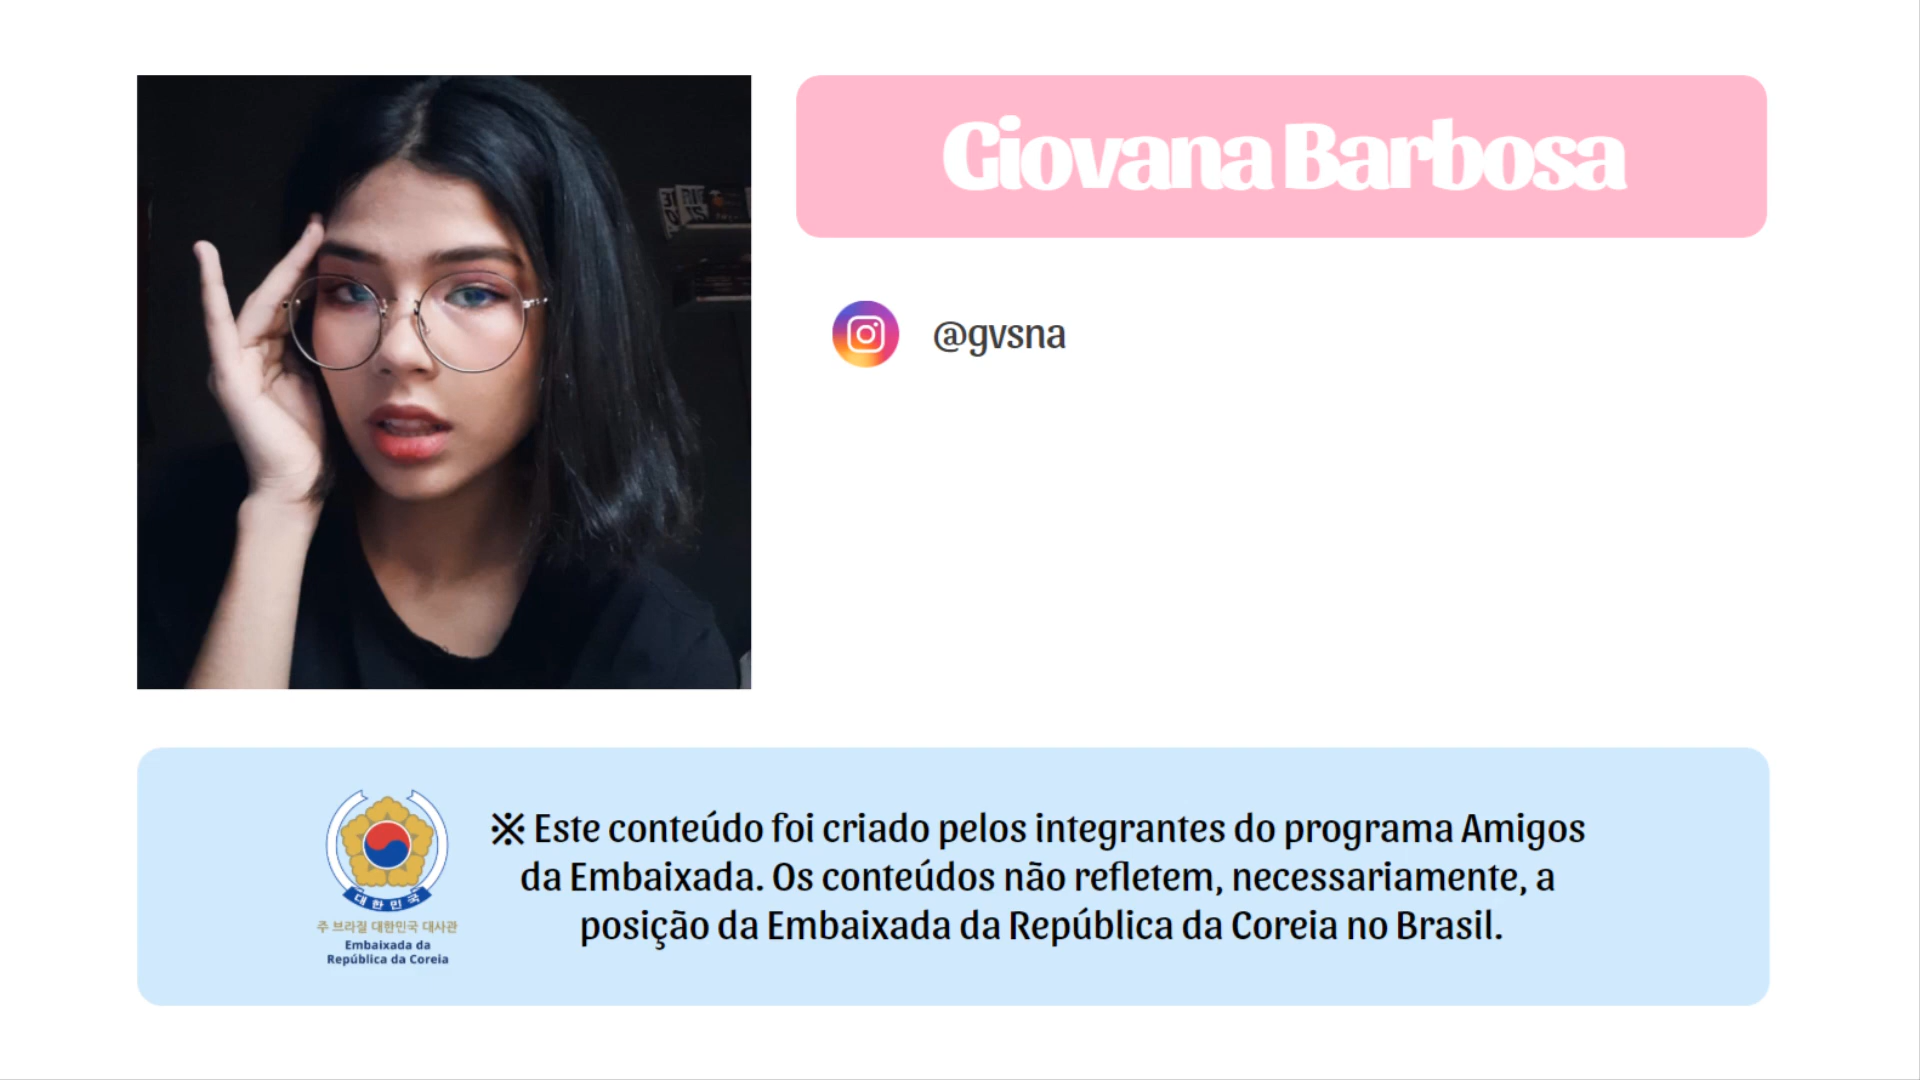 Giovana Barbosa
@gvsna
※ Este conteúdo foi criado pelos integrantes do programa Amigos
da Embaixada. Os conteúdos não refletem, necessariamente, a
posição da Embaixada da República da Coreia no Brasil.
대한민국
주 브라질 대한민국 대사관
Embaixada da
República da Coreia